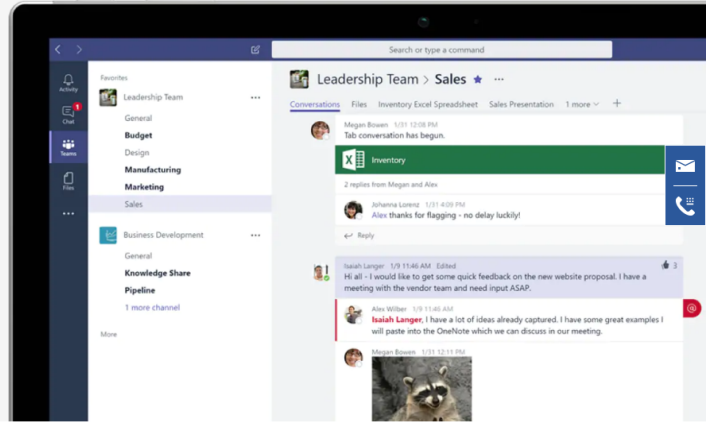 Search or type a command
Activity
1
Chat
Teams
Files
Favorites
Leadership Team
General
Budget
Design
Manufacturing
Marketing
Sales
Business Development
General
Knowledge Share
Pipeline
1 more channel
More
Leadership Team > Sales
Conversations Files Inventory Excel Spreadsheet Sales Presentation 1 more +
Megan Bowen 1/31 12:08 PM
Tab conversation has begun.
X
Inventory
2 replies from Megan and Alex
Johanna Lorenz 1/31 4:08 PM
Alex thanks for flagging - no delay luckily!
Reply
Isaiah Langer 1/9 11:46 AM Edited
3
Hi all - I would like to get some quick feedback on the new website proposal. I have a
meeting with the vendor team and need input ASAP.
Alex Wilber 1/9 11:46 AM
Isaiah Langer, I have a lot of ideas already captured. I have some great examples I
will paste into the OneNote which we can discuss in our meeting.
@
Megan Bowen 1/31 12:11 PM